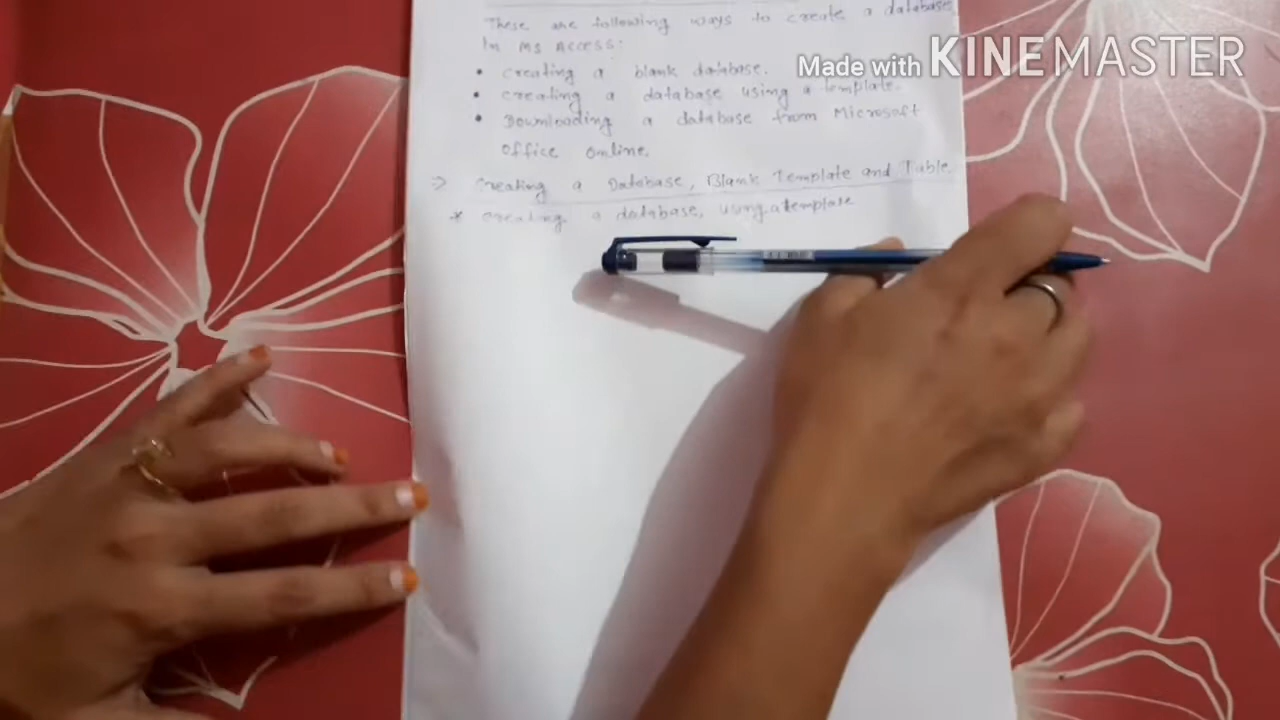 These are following ways to create a database
In MS Access:
• Creating a blank database.
• Creating a database using a template.
• Downloading a database from Microsoft
Office Online.
=> Creating a Database, Blank Template and Table
* Creating a database, using a template
Made with KINEMASTER